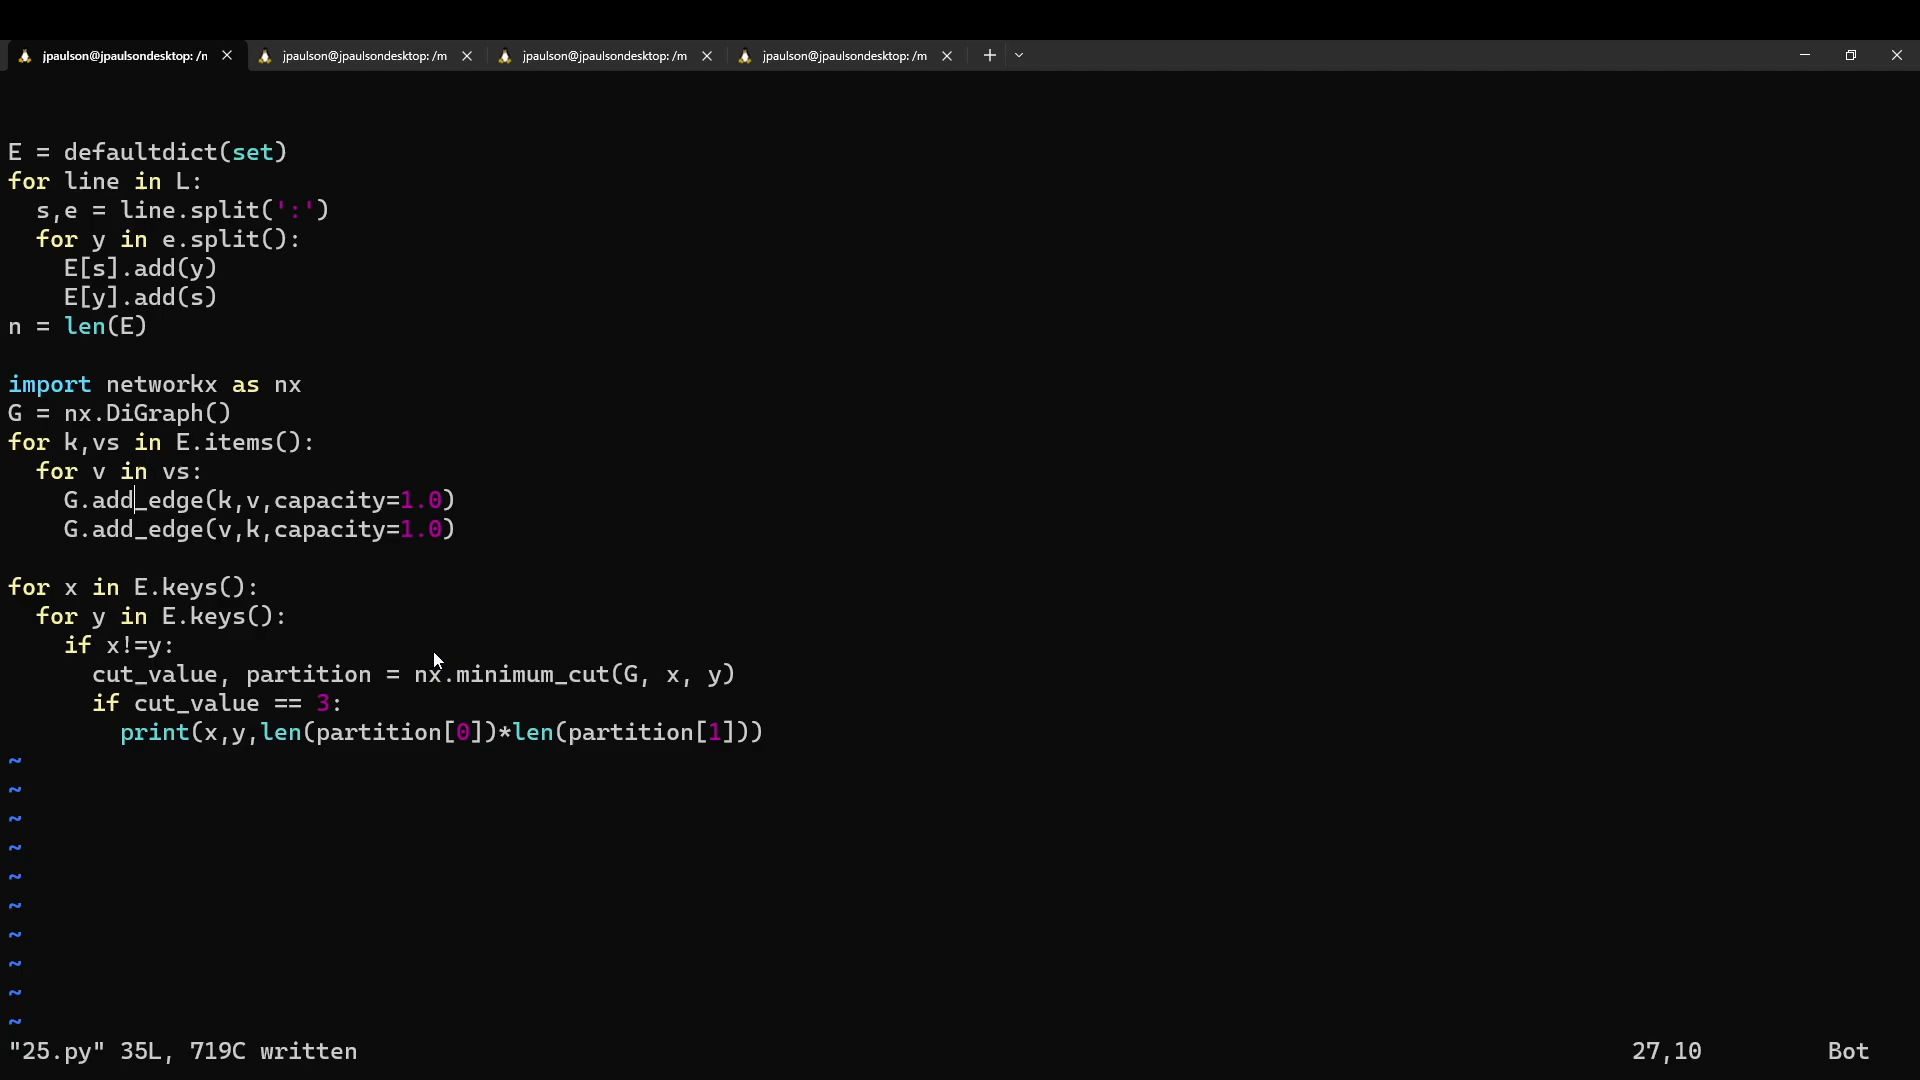 jpaulson@jpaulsondesktop: /n
jpaulson@jpaulsondesktop: /m
jpaulson@jpaulsondesktop: /m
jpaulson@jpaulsondesktop: /m
E = defaultdict(set)
for line in L:
  s,e = line.split(':')
  for y in e.split():
    E[s].add(y)
    E[y].add(s)
n = len(E)
import networkx as nx
G = nx.DiGraph()
for k,vs in E.items():
  for v in vs:
    G.add_edge(k,v,capacity=1.0)
    G.add_edge(v,k,capacity=1.0)
for x in E.keys():
  for y in E.keys():
    if x!=y:
      cut_value, partition = nx.minimum_cut(G, x, y)
      if cut_value == 3:
        print(x,y,len(partition[0])*len(partition[1]))
~
~
~
~
~
~
~
~
~
~
"25.py" 35L, 719C written 27,10 Bot